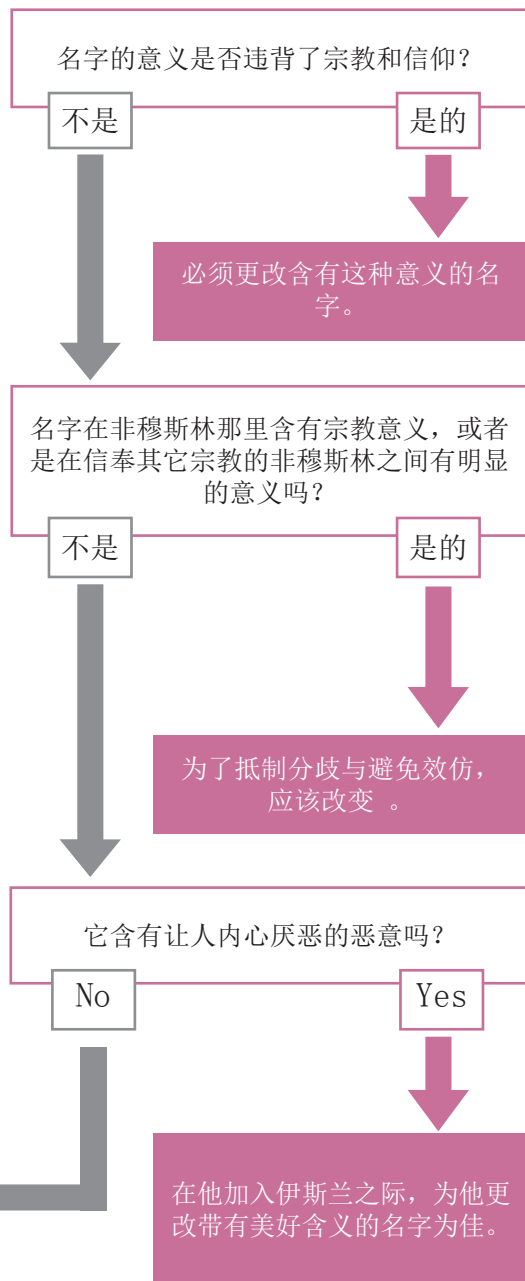 名字的意义是否违背了宗教和信仰？
不是
是的
必须更改含有这种意义的名
字。
名字在非穆斯林那里含有宗教意义，或者
是在信奉其它宗教的非穆斯林之间有明显
的意义吗？
不是
是的
为了抵制分歧与避免效仿，
应该改变 。
它含有让人内心厌恶的恶意吗？
No
Yes
在他加入伊斯兰之际，为他更
改带有美好含义的名字为佳。